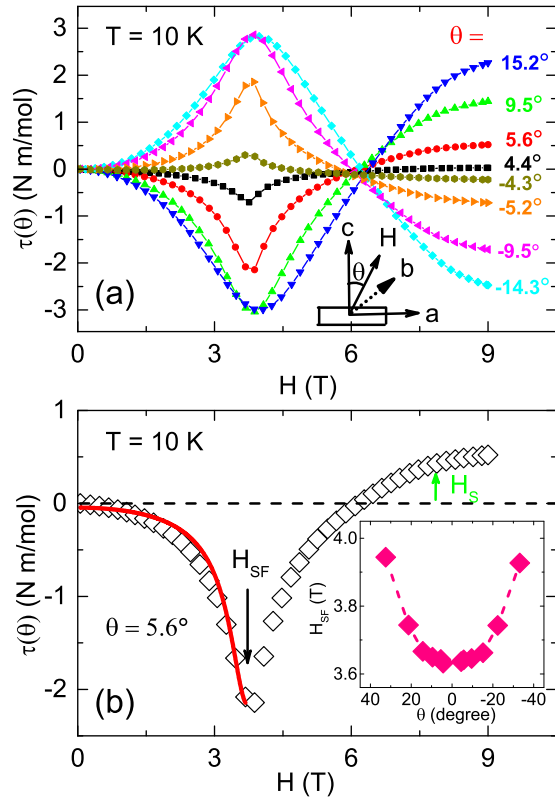 T = 10 K
θ =
15.2°
9.5°
5.6°
4.4°
-4.3°
-5.2°
-9.5°
-14.3°
3
2
1
0
-1
-2
-3
τ(θ) (N m/mol)
(a)
c
H
θ
b
a
0
3
6
9
H (T)
T = 10 K
1
0
-1
-2
τ(θ) (N m/mol)
H_SF
H_S
θ = 5.6°
(b)
4.0
3.8
3.6
H_SF (T)
40
20
0
-20
-40
θ (degree)
0
3
6
9
H (T)